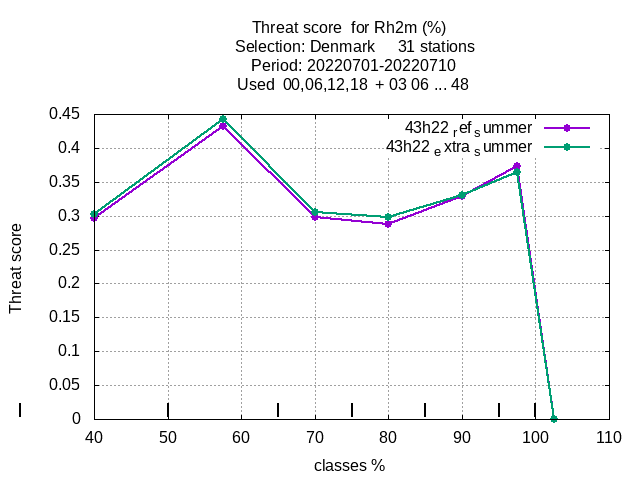 Threat score for Rh2m (%)
Selection: Denmark 31 stations
Period: 20220701-20220710
Used 00,06,12,18 + 03 06 ... 48
43h22 ref summer
43h22 extra summer
0.45
0.4
0.35
0.3
0.25
0.2
0.15
0.1
0.05
0
Threat score
40 50 60 70 80 90 100 110
classes %